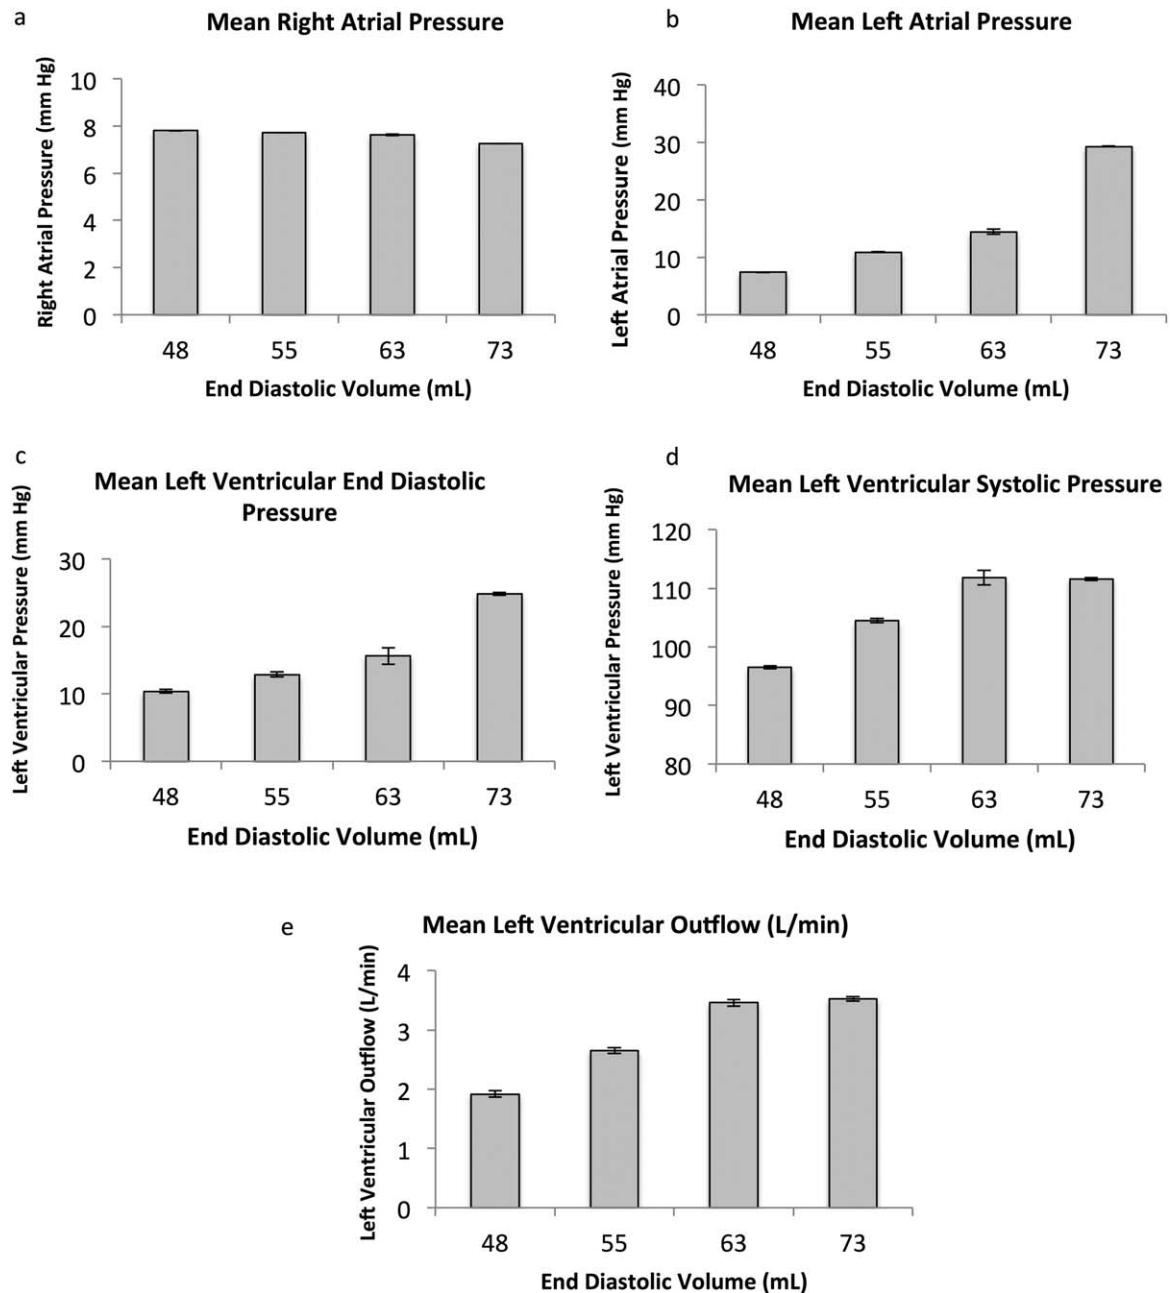 a
Mean Right Atrial Pressure
Right Atrial Pressure (mm Hg)
10
8
6
4
2
0
48 55 63 73
End Diastolic Volume (mL)
b
Mean Left Atrial Pressure
Left Atrial Pressure (mm Hg)
40
30
20
10
0
48 55 63 73
End Diastolic Volume (mL)
c
Mean Left Ventricular End Diastolic
Pressure
Left Ventricular Pressure (mm Hg)
30
20
10
0
48 55 63 73
End Diastolic Volume (mL)
d
Mean Left Ventricular Systolic Pressure
Left Ventricular Pressure (mm Hg)
120
110
100
90
80
48 55 63 73
End Diastolic Volume (mL)
e
Mean Left Ventricular Outflow (L/min)
Left Ventricular Outflow (L/min)
4
3
2
1
0
48 55 63 73
End Diastolic Volume (mL)